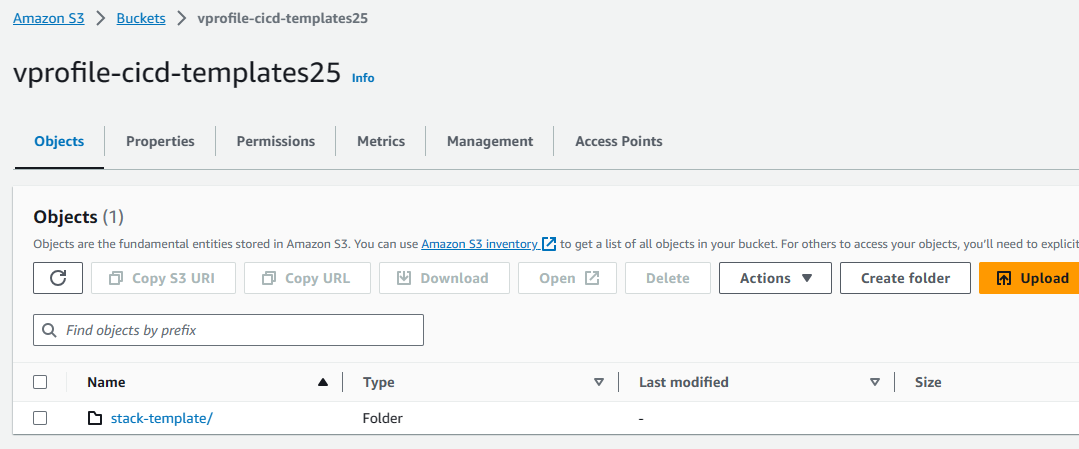 Amazon S3 > Buckets > vprofile-cicd-templates25
vprofile-cicd-templates25 Info
Objects Properties Permissions Metrics Management Access Points
Objects (1)
Objects are the fundamental entities stored in Amazon S3. You can use Amazon S3 inventory to get a list of all objects in your bucket. For others to access your objects, you'll need to explicit
Copy S3 URI Copy URL Download Open Delete Actions Create folder Upload
Find objects by prefix
Name Type Last modified Size
stack-template/ Folder -